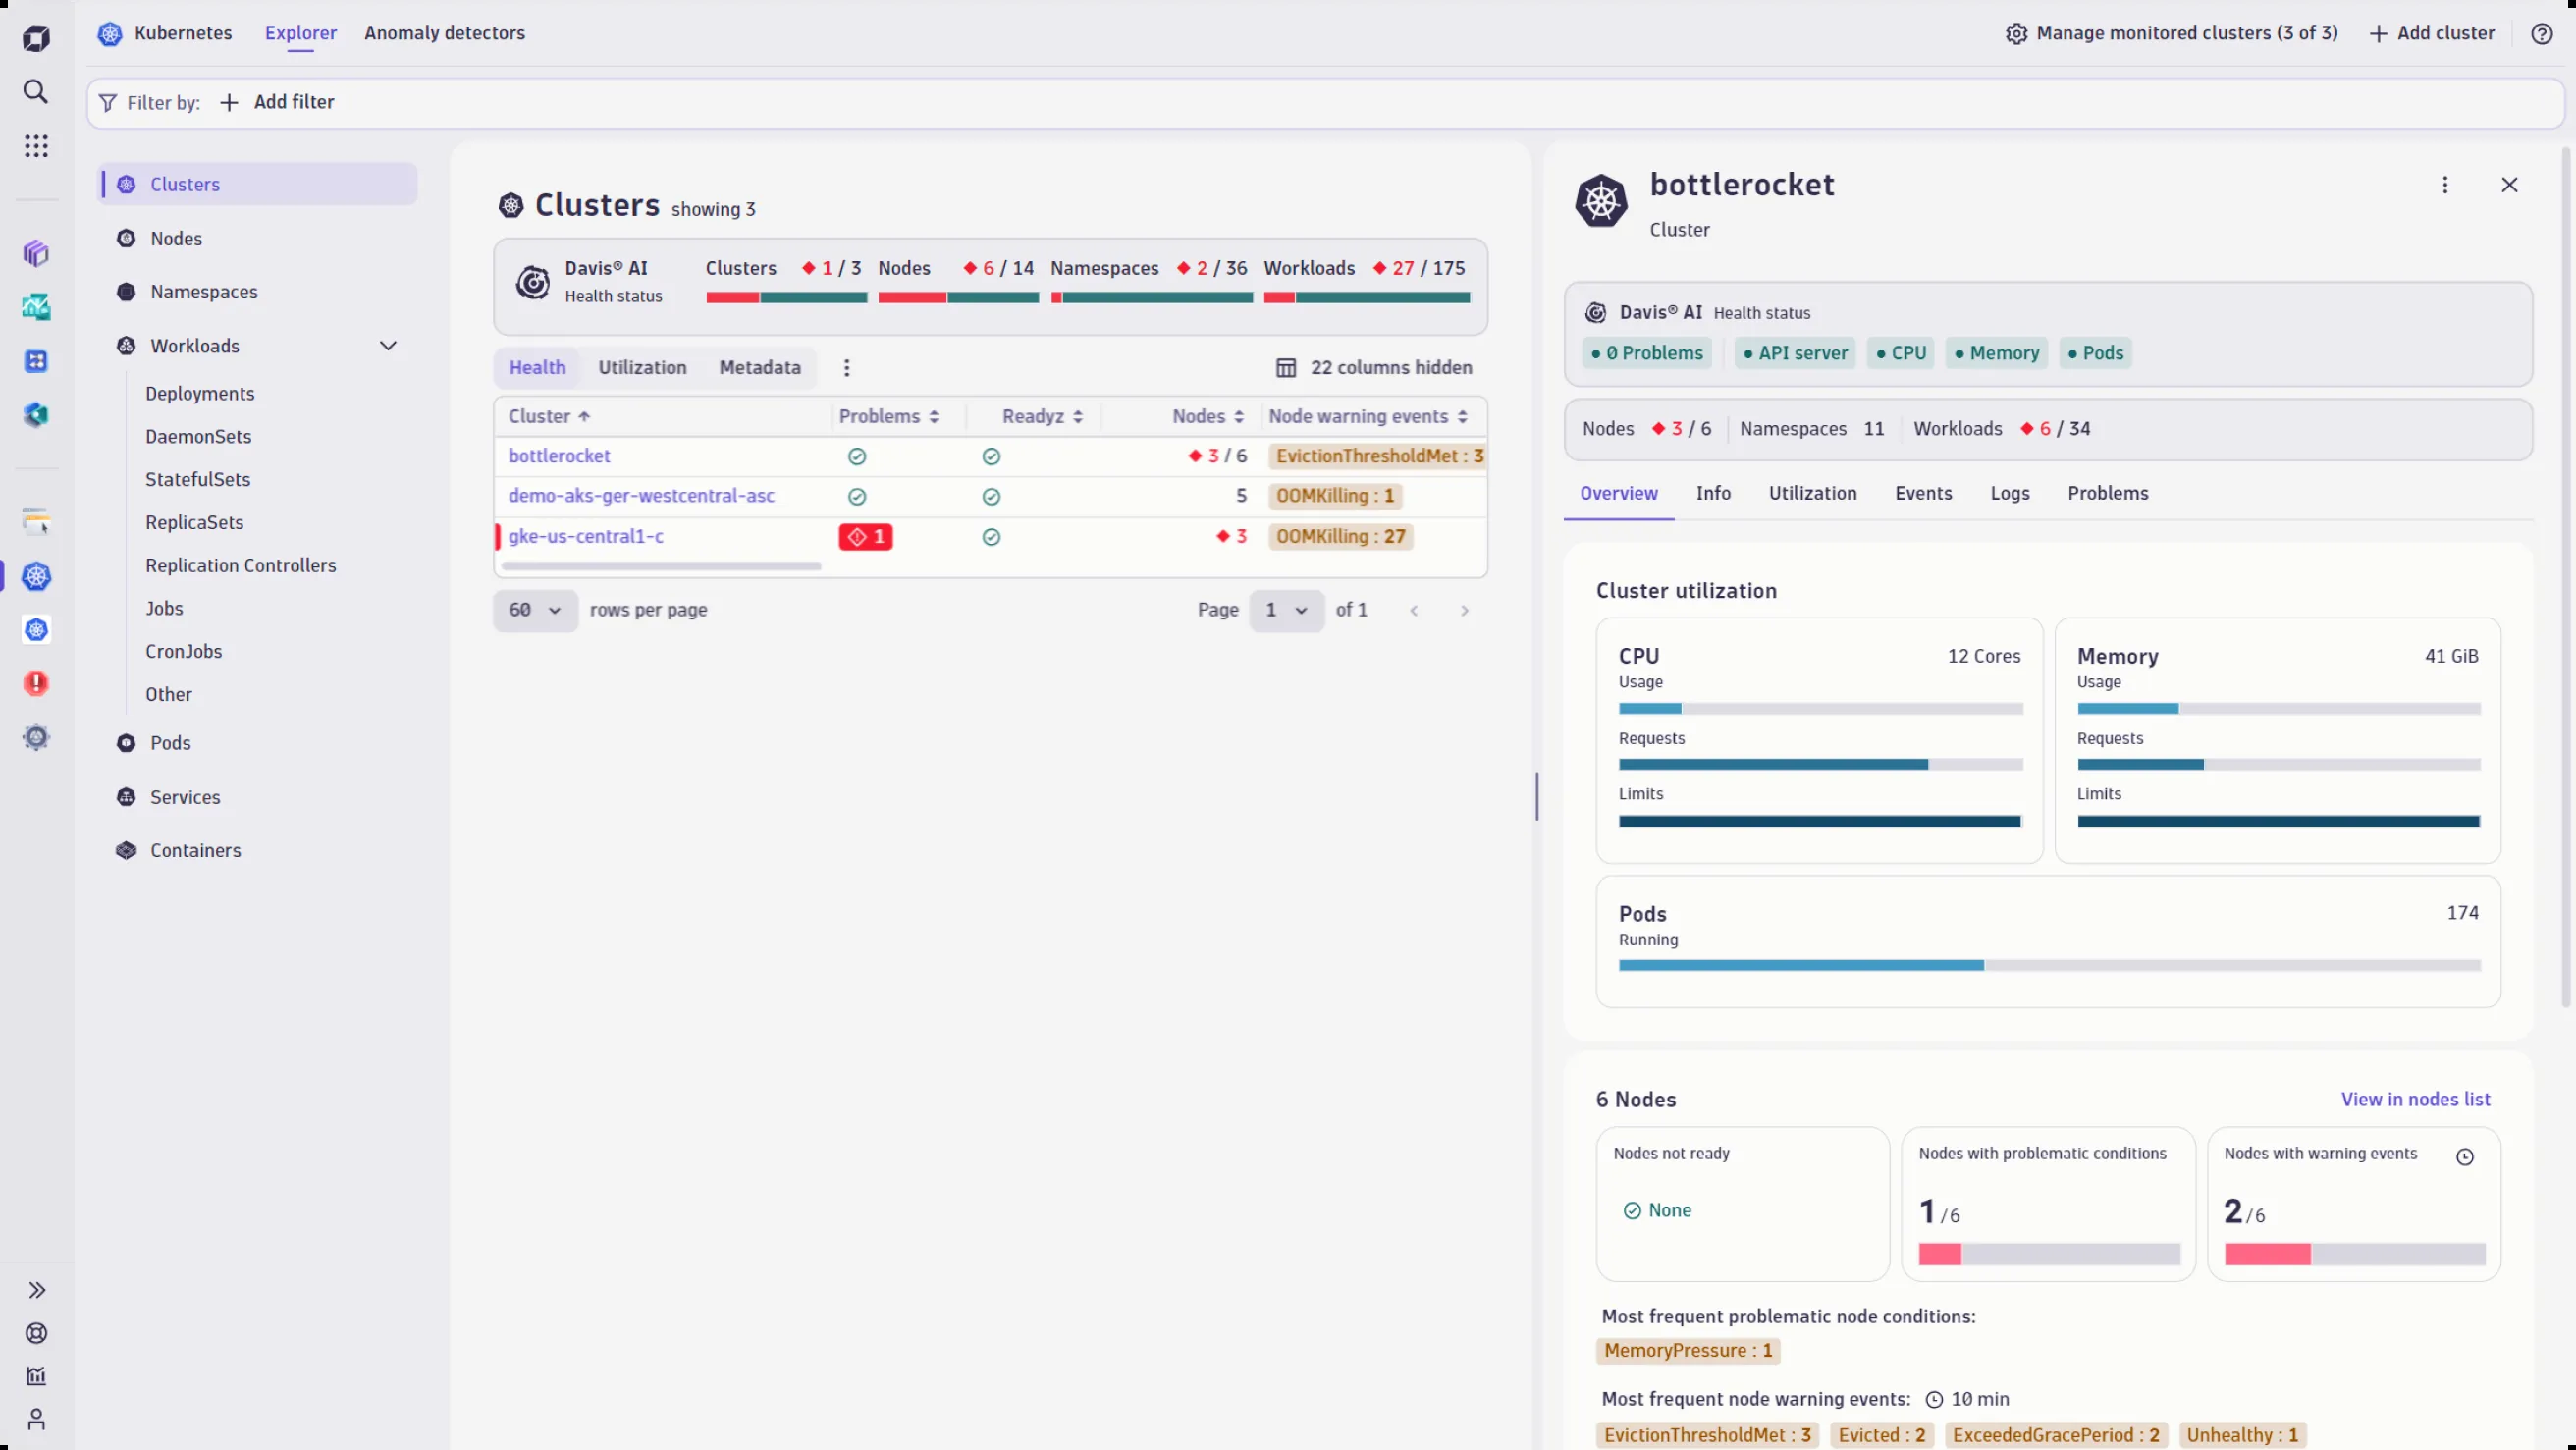 Kubernetes Explorer Anomaly detectors Manage monitored clusters (3 of 3) Add cluster
Filter by: Add filter
Clusters
Nodes
Namespaces
Workloads
Deployments
DaemonSets
StatefulSets
ReplicaSets
Replication Controllers
Jobs
CronJobs
Other
Pods
Services
Containers
Clusters showing 3
Davis® AI Clusters 1 / 3 Nodes 6 / 14 Namespaces 2 / 36 Workloads 27 / 175
Health status
Health Utilization Metadata 22 columns hidden
Cluster Problems Readyz Nodes Node warning events
bottlerocket 3 / 6 EvictionThresholdMet : 3
demo-aks-ger-westcentral-asc 5 OOMKilling : 1
gke-us-central1-c 1 3 OOMKilling : 27
60 rows per page Page 1 of 1
bottlerocket
Cluster
Davis® AI Health status
0 Problems API server CPU Memory Pods
Nodes 3 / 6 Namespaces 11 Workloads 6 / 34
Overview Info Utilization Events Logs Problems
Cluster utilization
CPU 12 Cores
Usage
Requests
Limits
Memory 41 GiB
Usage
Requests
Limits
Pods 174
Running
6 Nodes View in nodes list
Nodes not ready
None
Nodes with problematic conditions
1 /6
Nodes with warning events
2 /6
Most frequent problematic node conditions:
MemoryPressure : 1
Most frequent node warning events: 10 min
EvictionThresholdMet : 3 Evicted : 2 ExceededGracePeriod : 2 Unhealthy : 1